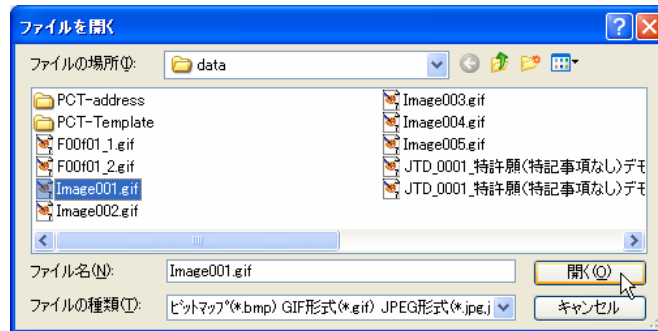 ファイルを開く
ファイルの場所(I):
data
PCT-address
PCT-Template
F00f01_1.gif
F00f01_2.gif
Image001.gif
Image002.gif
Image003.gif
Image004.gif
Image005.gif
JTD_0001_特許願(特記事項なし)デモ
JTD_0001_特許願(特記事項なし)デモ
ファイル名(N):
Image001.gif
開く(O)
ファイルの種類(T):
ビットマップ(*.bmp) GIF形式(*.gif) JPEG形式(*.jpg,j
キャンセル